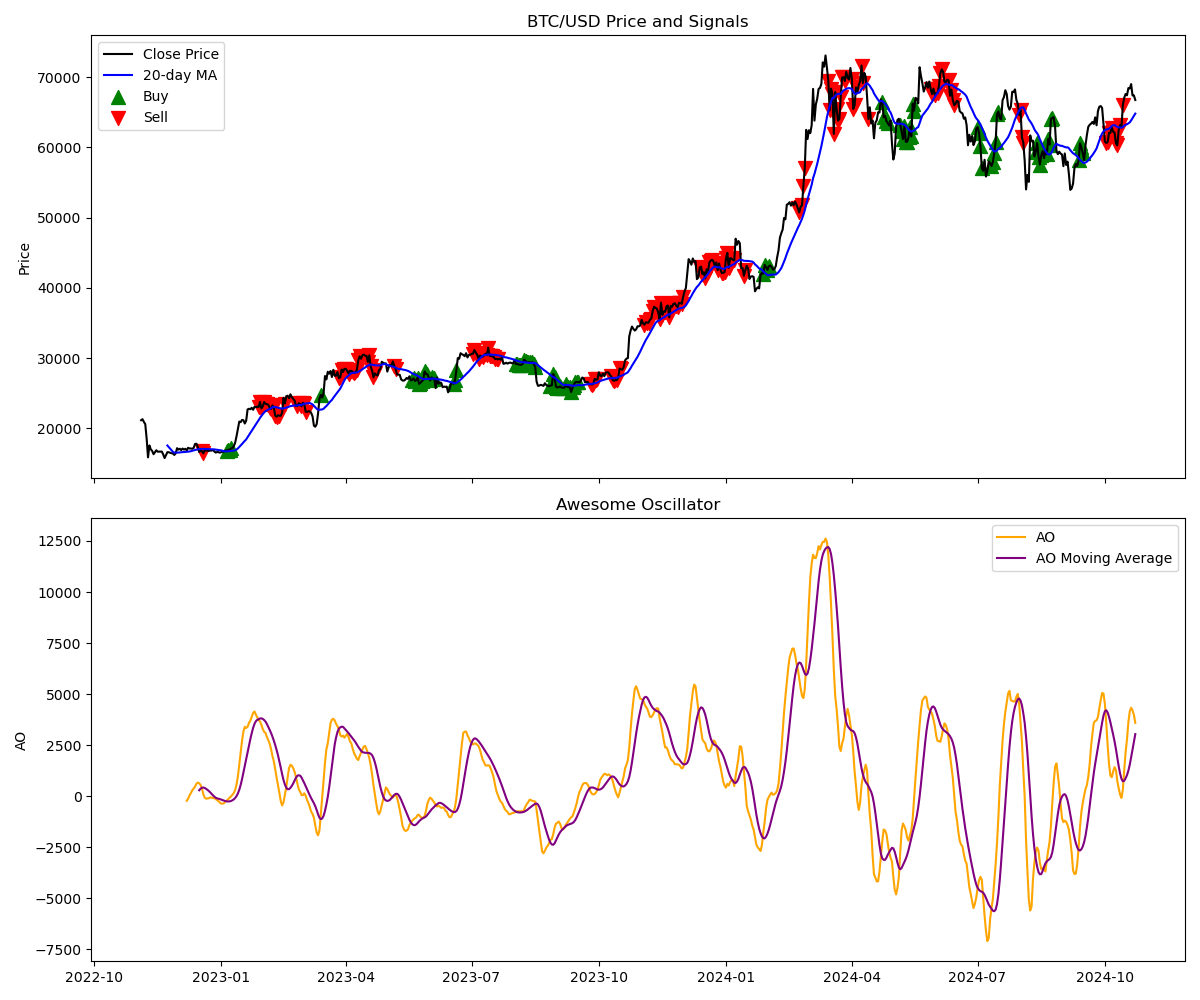 BTC/USD Price and Signals
Close Price
20-day MA
Buy
Sell
70000
60000
50000
40000
30000
20000
Price
Awesome Oscillator
AO
AO Moving Average
12500
10000
7500
5000
2500
0
−2500
−5000
−7500
AO
2022-10
2023-01
2023-04
2023-07
2023-10
2024-01
2024-04
2024-07
2024-10